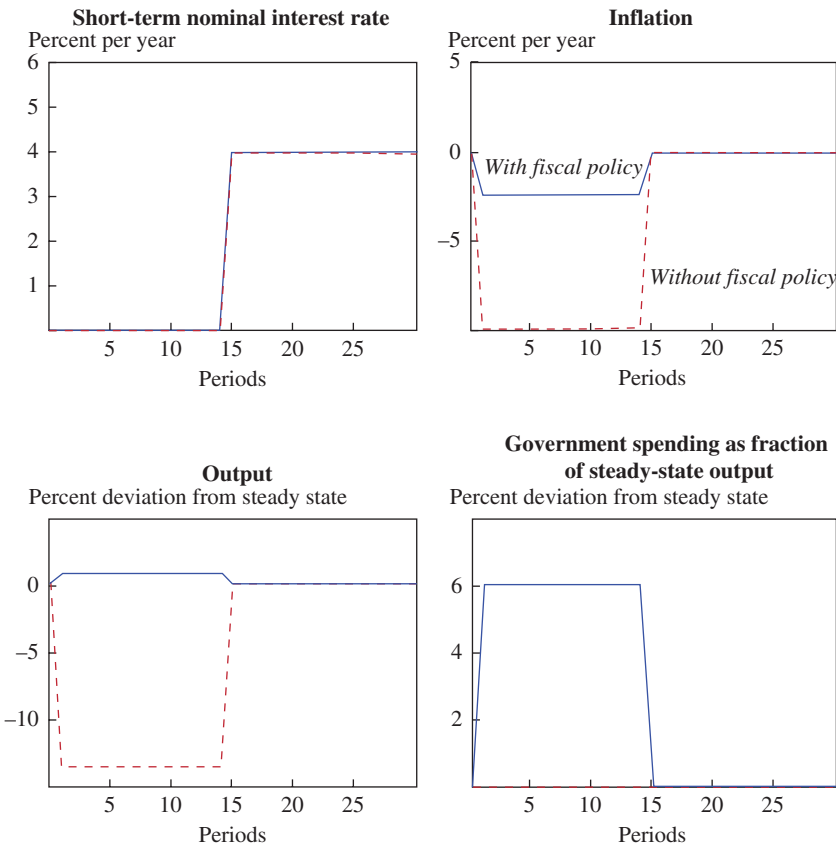 Short-term nominal interest rate
Percent per year
6
5
4
3
2
1
5 10 15 20 25
Periods
Inflation
Percent per year
5
0
–5
With fiscal policy
Without fiscal policy
5 10 15 20 25
Periods
Output
Percent deviation from steady state
0
–5
–10
5 10 15 20 25
Periods
Government spending as fraction
of steady-state output
Percent deviation from steady state
6
4
2
5 10 15 20 25
Periods